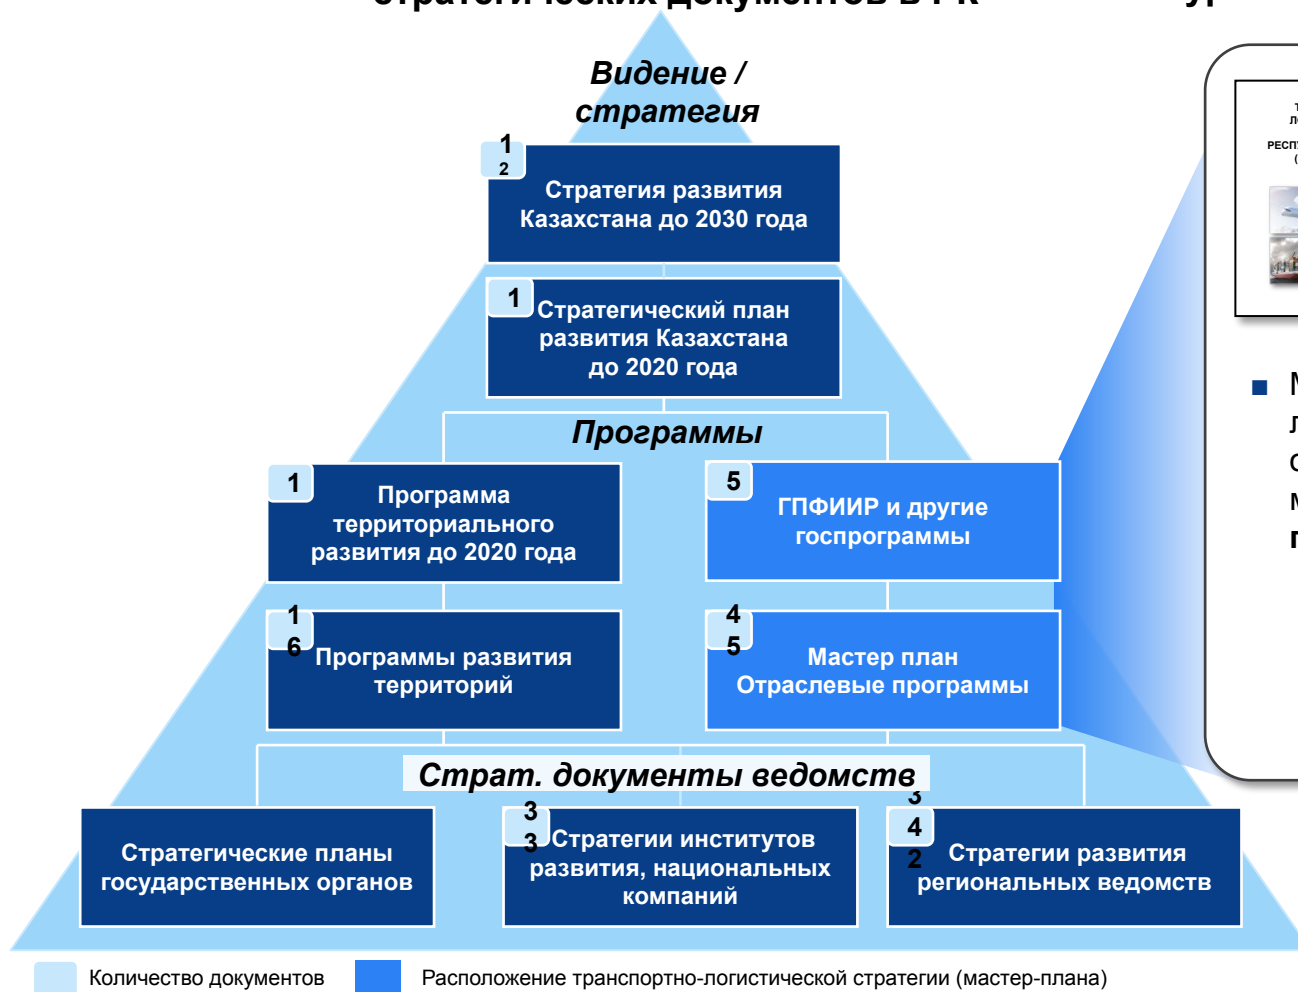 стратегических документов в РК
Видение /
стратегия
1
2
Стратегия развития
Казахстана до 2030 года
1
Стратегический план
развития Казахстана
до 2020 года
Программы
1
Программа
территориального
развития до 2020 года
5
ГПФИИР и другие
госпрограммы
1
6
Программы развития
территорий
4
5
Мастер план
Отраслевые программы
Страт. документы ведомств
Стратегические планы
государственных органов
3
3
Стратегии институтов
развития, национальных
компаний
3
4
2
Стратегии развития
региональных ведомств
Количество документов
Расположение транспортно-логистической стратегии (мастер-плана)